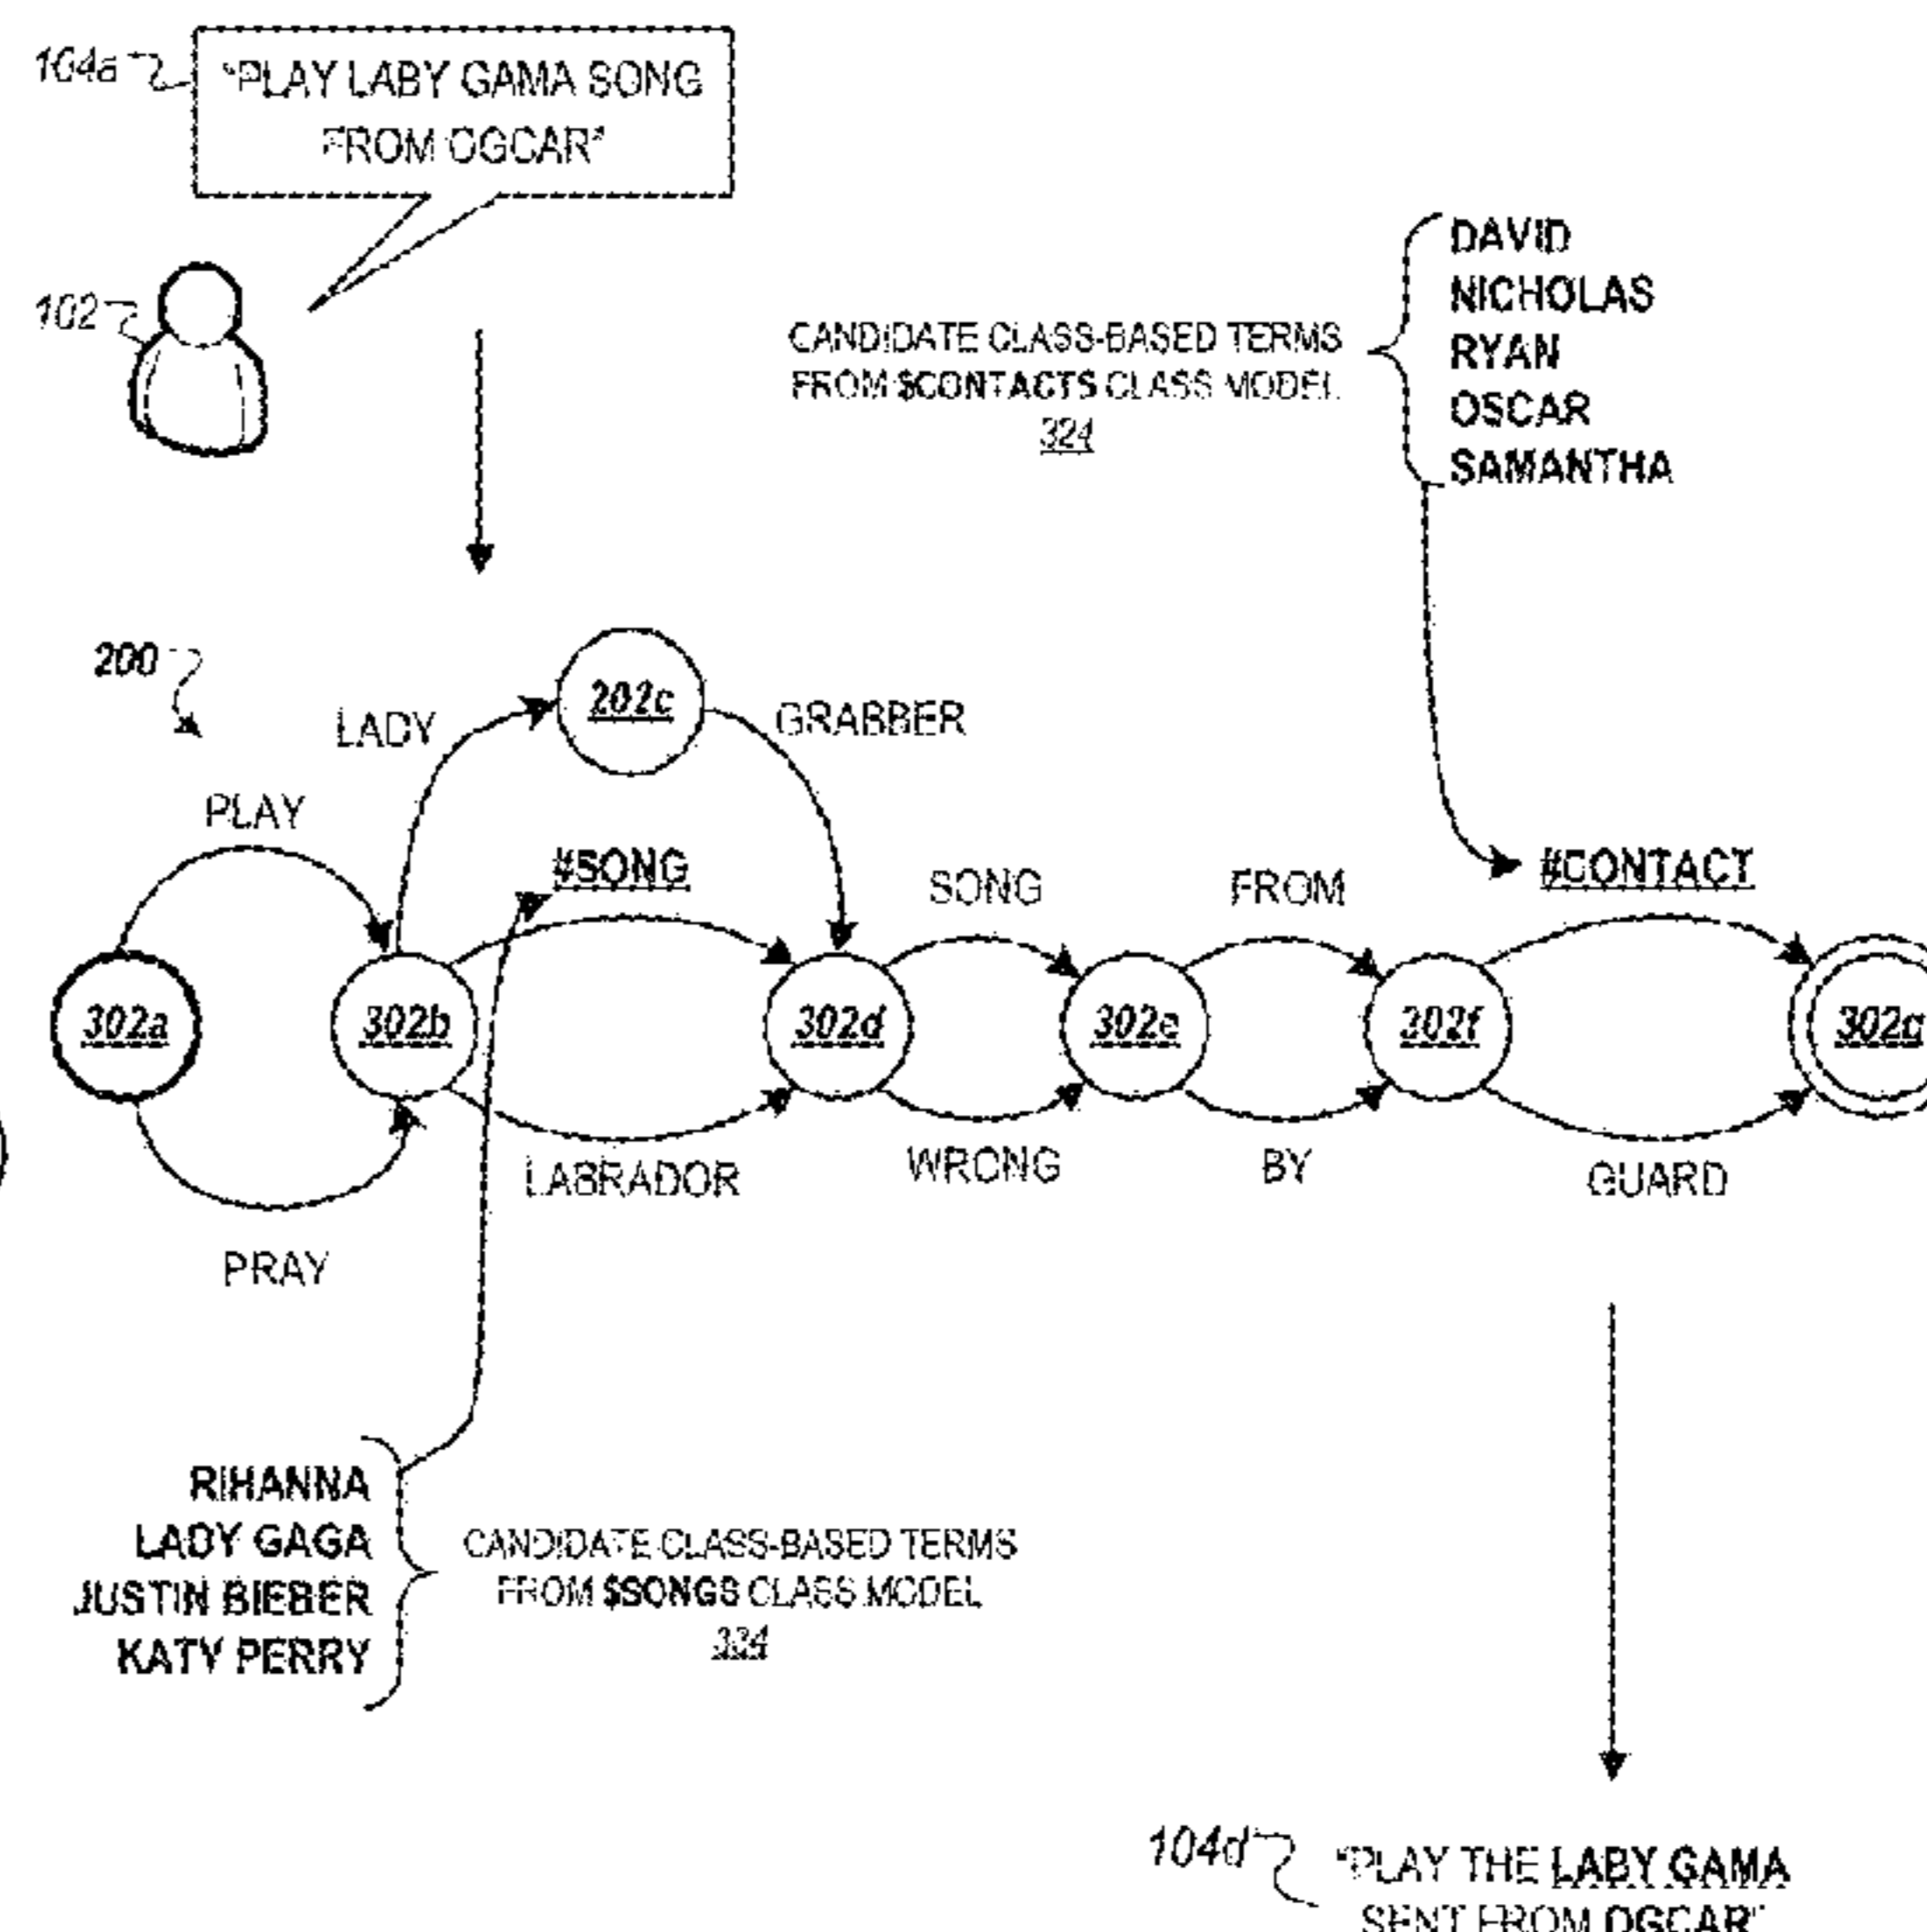 104a
"PLAY LABY GAMA SONG
FROM OGCAR"
102
CANDIDATE CLASS-BASED TERMS
FROM $CONTACTS CLASS MODEL
324
DAVID
NICHOLAS
RYAN
OSCAR
SAMANTHA
200
LADY
202c
GRABBER
PLAY
#SONG
SONG
FROM
#CONTACT
302a
302b
302d
302e
302f
302g
LABRADOR
WRONG
BY
GUARD
PRAY
RIHANNA
LADY GAGA
JUSTIN BIEBER
KATY PERRY
CANDIDATE CLASS-BASED TERMS
FROM $SONGS CLASS MODEL
334
104d
"PLAY THE LABY GAMA
SENT FROM OGCAR"